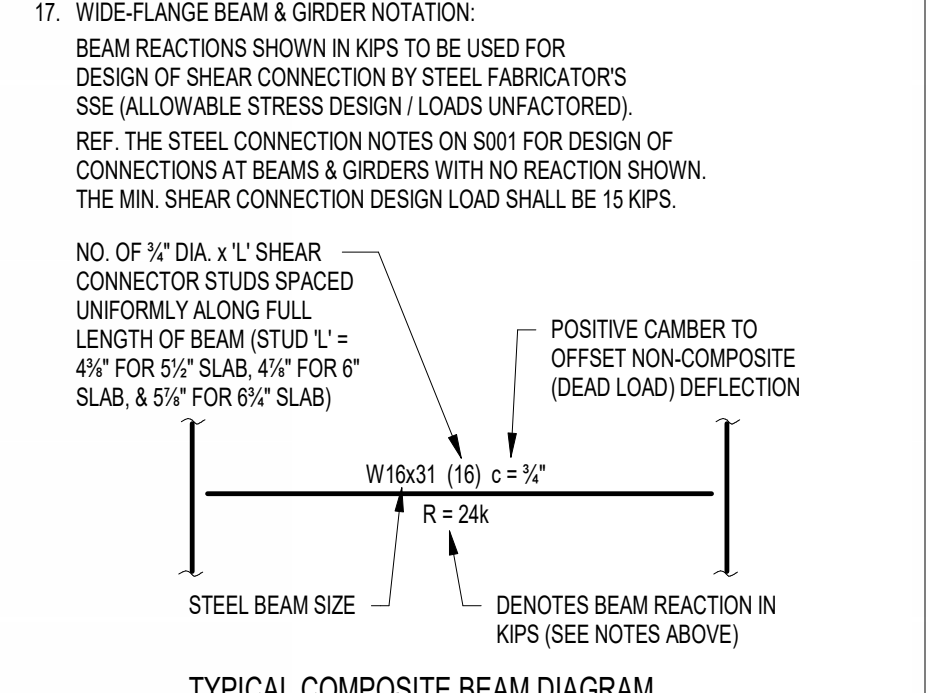 17. WIDE-FLANGE BEAM & GIRDER NOTATION:
BEAM REACTIONS SHOWN IN KIPS TO BE USED FOR
DESIGN OF SHEAR CONNECTION BY STEEL FABRICATOR'S
SSE (ALLOWABLE STRESS DESIGN / LOADS UNFACTORED).
REF. THE STEEL CONNECTION NOTES ON S001 FOR DESIGN OF
CONNECTIONS AT BEAMS & GIRDERS WITH NO REACTION SHOWN.
THE MIN. SHEAR CONNECTION DESIGN LOAD SHALL BE 15 KIPS.
NO. OF ¾" DIA. x 'L' SHEAR
CONNECTOR STUDS SPACED
UNIFORMLY ALONG FULL
LENGTH OF BEAM (STUD 'L' =
4⅜" FOR 5½" SLAB, 4⅞" FOR 6"
SLAB, & 5⅞" FOR 6¾" SLAB)
POSITIVE CAMBER TO
OFFSET NON-COMPOSITE
(DEAD LOAD) DEFLECTION
W16x31 (16) c = ¾"
R = 24k
STEEL BEAM SIZE
DENOTES BEAM REACTION IN
KIPS (SEE NOTES ABOVE)
TYPICAL COMPOSITE BEAM DIAGRAM